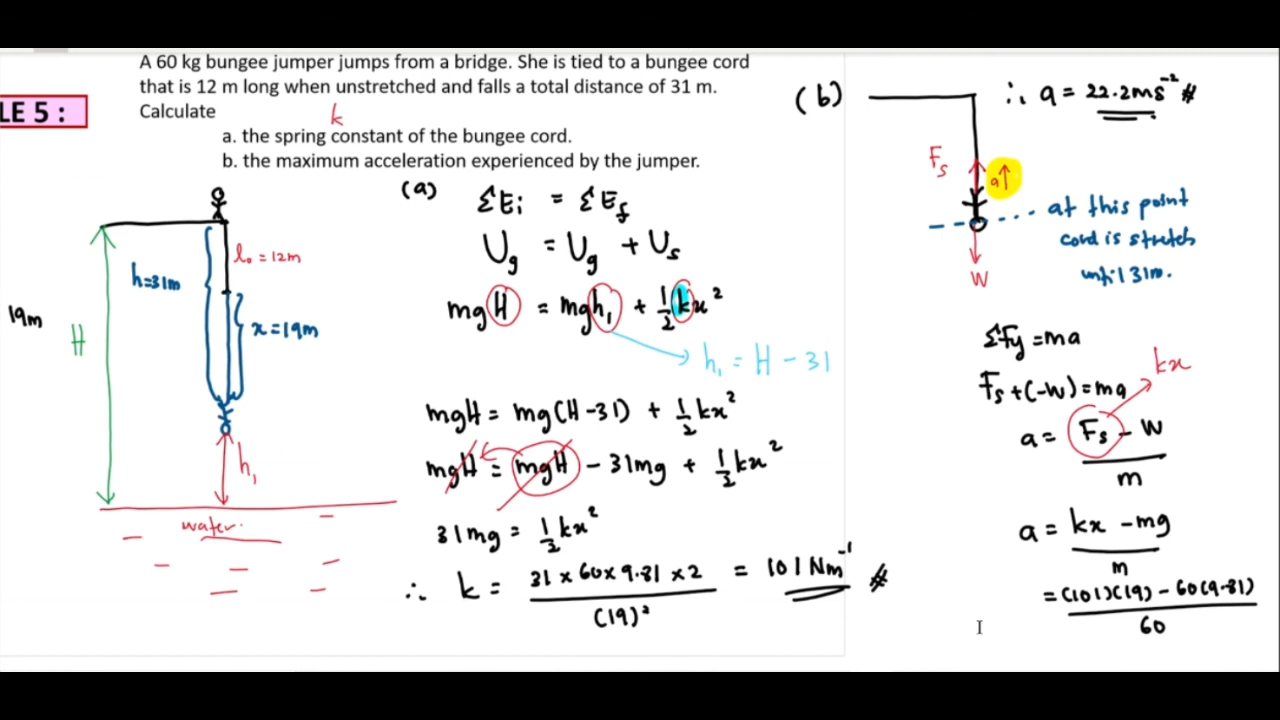 A 60 kg bungee jumper jumps from a bridge. She is tied to a bungee cord
that is 12 m long when unstretched and falls a total distance of 31 m.
LE 5 :
Calculate
k
a. the spring constant of the bungee cord.
b. the maximum acceleration experienced by the jumper.
19m
H
h=31m
l₀ = 12m
x=19m
h₁
water.
(a)
ΣEi = ΣEf
Ug = Ug + Us
mgH = mgh₁ + ½kx²
h₁ = H - 31
mgH = mg(H-31) + ½kx²
mgH = mgH - 31mg + ½kx²
31mg = ½kx²
∴ k = 31 x 60 x 9.81 x 2 / (19)² = 101 Nm⁻¹ #
(b)
∴ a = 22.2ms⁻² #
Fs
a↑
W
at this point
cord is stretch
until 31m.
ΣFy = ma
kx
Fs + (-W) = ma
a = Fs - W / m
a = kx - mg / m
= (101)(19) - 60(9.81) / 60